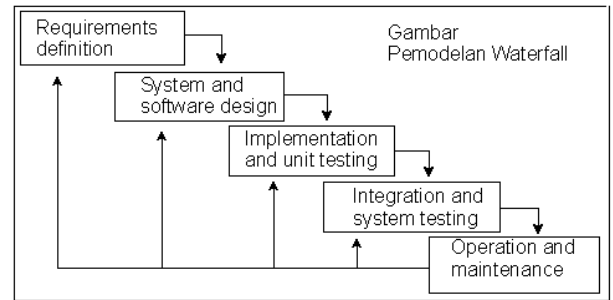 Requirements
definition
Gambar
Pemodelan Waterfall
System and
software design
Implementation
and unit testing
Integration and
system testing
Operation and
maintenance